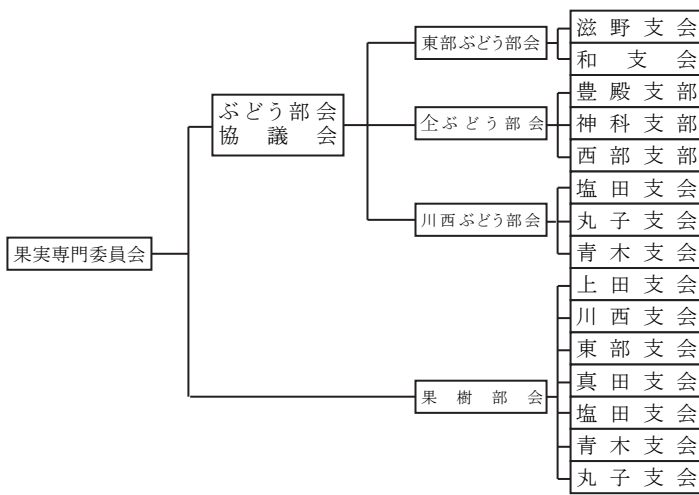 果実専門委員会
ぶどう部会
協議会
東部ぶどう部会
滋野支会
和支会
仝ぶどう部会
豊殿支部
神科支部
西部支部
川西ぶどう部会
塩田支会
丸子支会
青木支会
果樹部会
上田支会
川西支会
東部支会
真田支会
塩田支会
青木支会
丸子支会